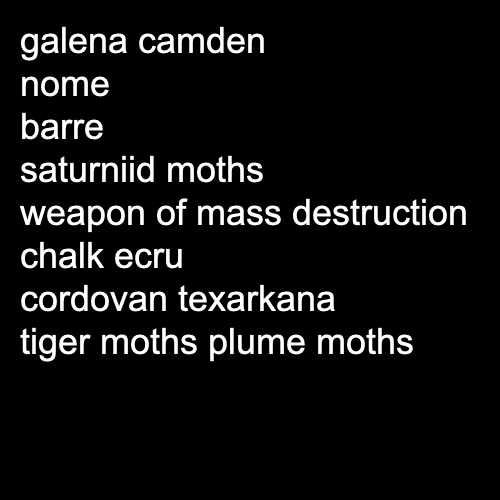 galena camden
nome
barre
saturniid moths
weapon of mass destruction
chalk ecru
cordovan texarkana
tiger moths plume moths